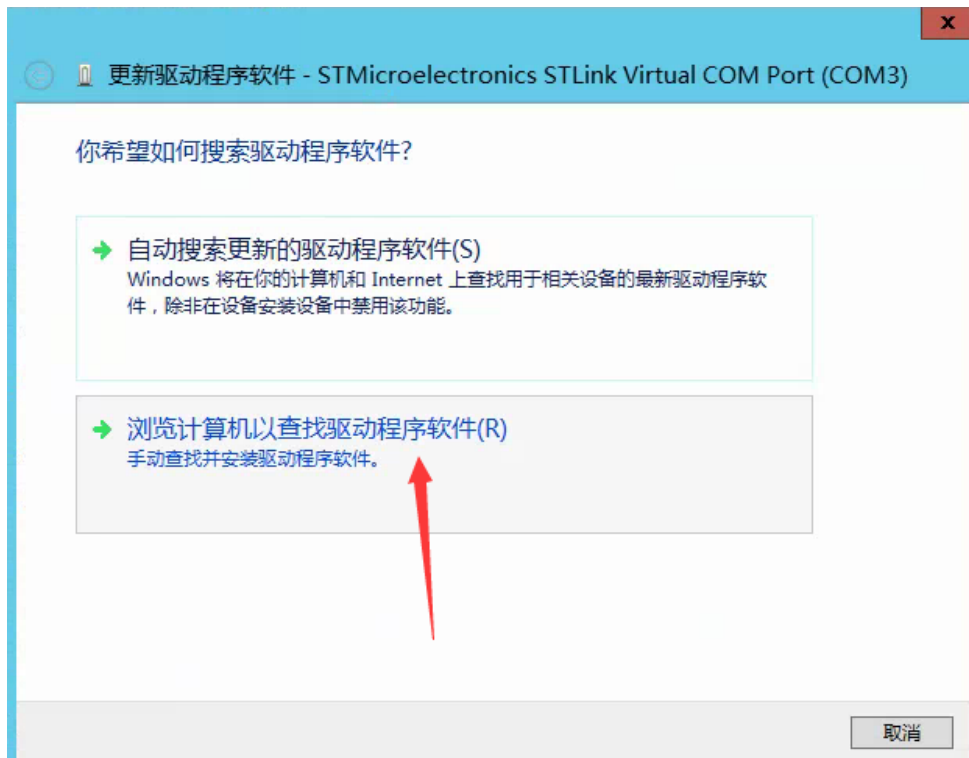 x
更新驱动程序软件 - STMicroelectronics STLink Virtual COM Port (COM3)
你希望如何搜索驱动程序软件?
自动搜索更新的驱动程序软件(S)
Windows 将在你的计算机和 Internet 上查找用于相关设备的最新驱动程序软
件，除非在设备安装设备中禁用该功能。
浏览计算机以查找驱动程序软件(R)
手动查找并安装驱动程序软件。
取消